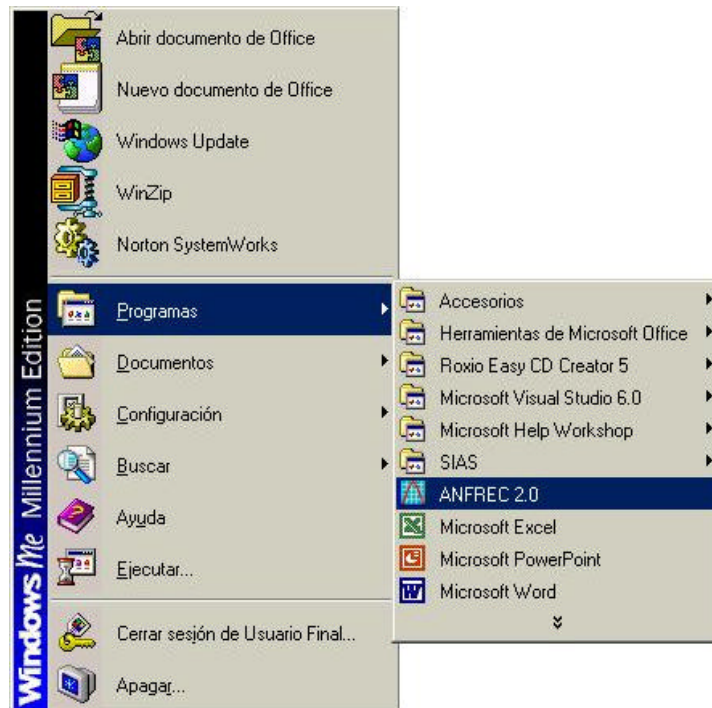 Abrir documento de Office
Nuevo documento de Office
Windows Update
WinZip
Norton SystemWorks
Programas
Documentos
Configuración
Buscar
Ayuda
Ejecutar...
Cerrar sesión de Usuario Final...
Apagar...
Windows Me Millennium Edition
Accesorios
Herramientas de Microsoft Office
Roxio Easy CD Creator 5
Microsoft Visual Studio 6.0
Microsoft Help Workshop
SIAS
ANFREC 2.0
Microsoft Excel
Microsoft PowerPoint
Microsoft Word